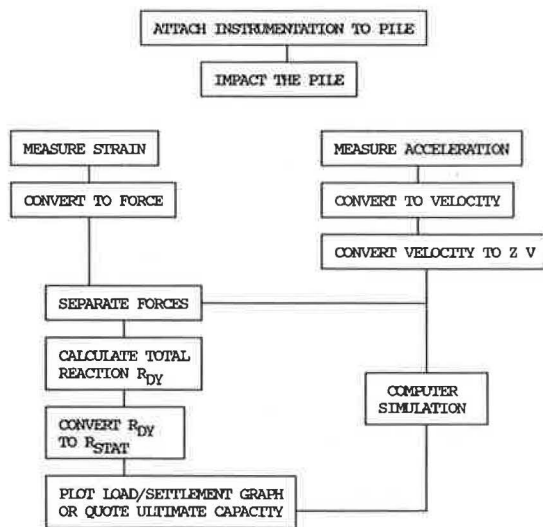 ATTACH INSTRUMENTATION TO PILE
IMPACT THE PILE
MEASURE STRAIN
CONVERT TO FORCE
MEASURE ACCELERATION
CONVERT TO VELOCITY
CONVERT VELOCITY TO Z V
SEPARATE FORCES
CALCULATE TOTAL
REACTION RDY
CONVERT RDY
TO RSTAT
COMPUTER
SIMULATION
PLOT LOAD/SETTLEMENT GRAPH
OR QUOTE ULTIMATE CAPACITY